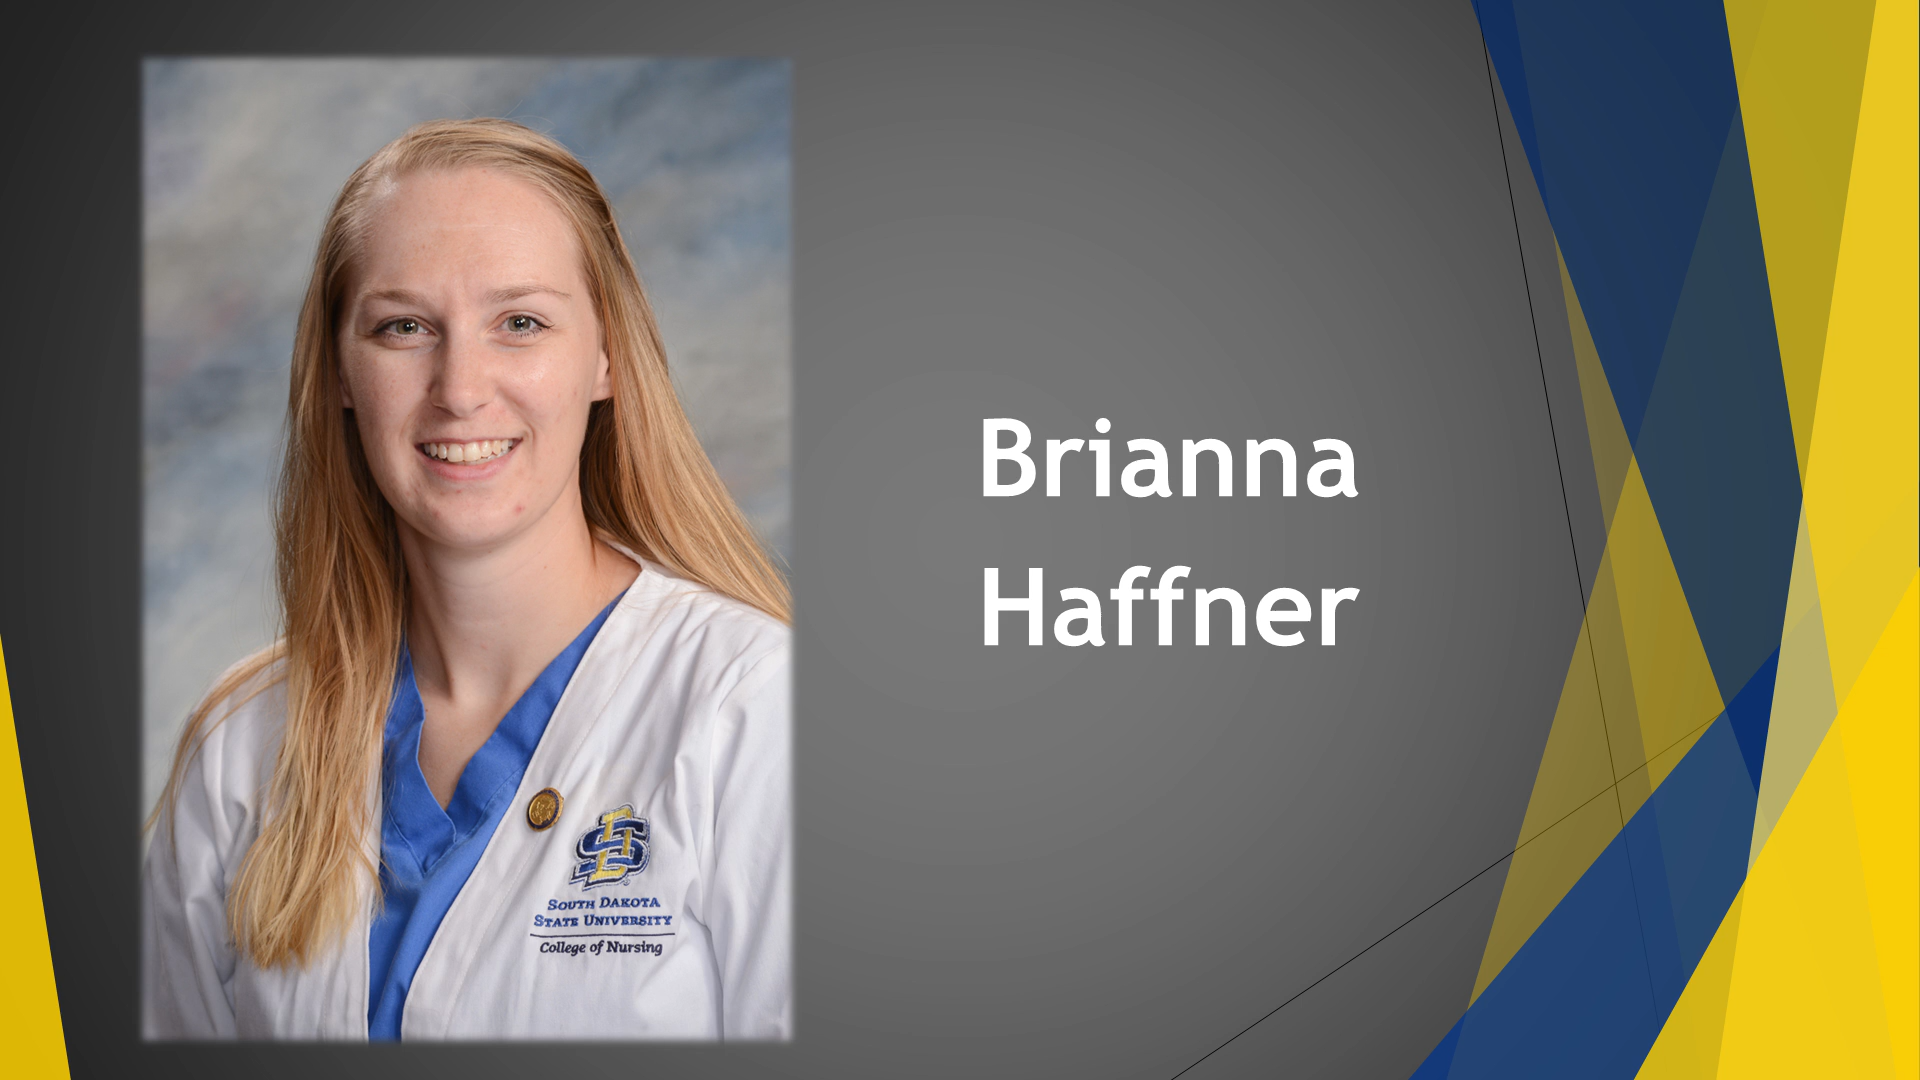 Brianna
Haffner
SOUTH DAKOTA
STATE UNIVERSITY
College of Nursing